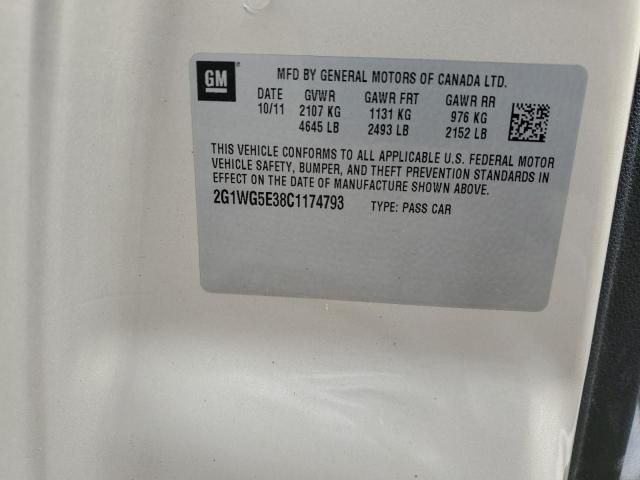 GM
MFD BY GENERAL MOTORS OF CANADA LTD.
DATE GVWR GAWR FRT GAWR RR
10/11 2107 KG 1131 KG 976 KG
4645 LB 2493 LB 2152 LB
THIS VEHICLE CONFORMS TO ALL APPLICABLE U.S. FEDERAL MOTOR
VEHICLE SAFETY, BUMPER, AND THEFT PREVENTION STANDARDS IN
EFFECT ON THE DATE OF MANUFACTURE SHOWN ABOVE.
2G1WG5E38C1174793 TYPE: PASS CAR